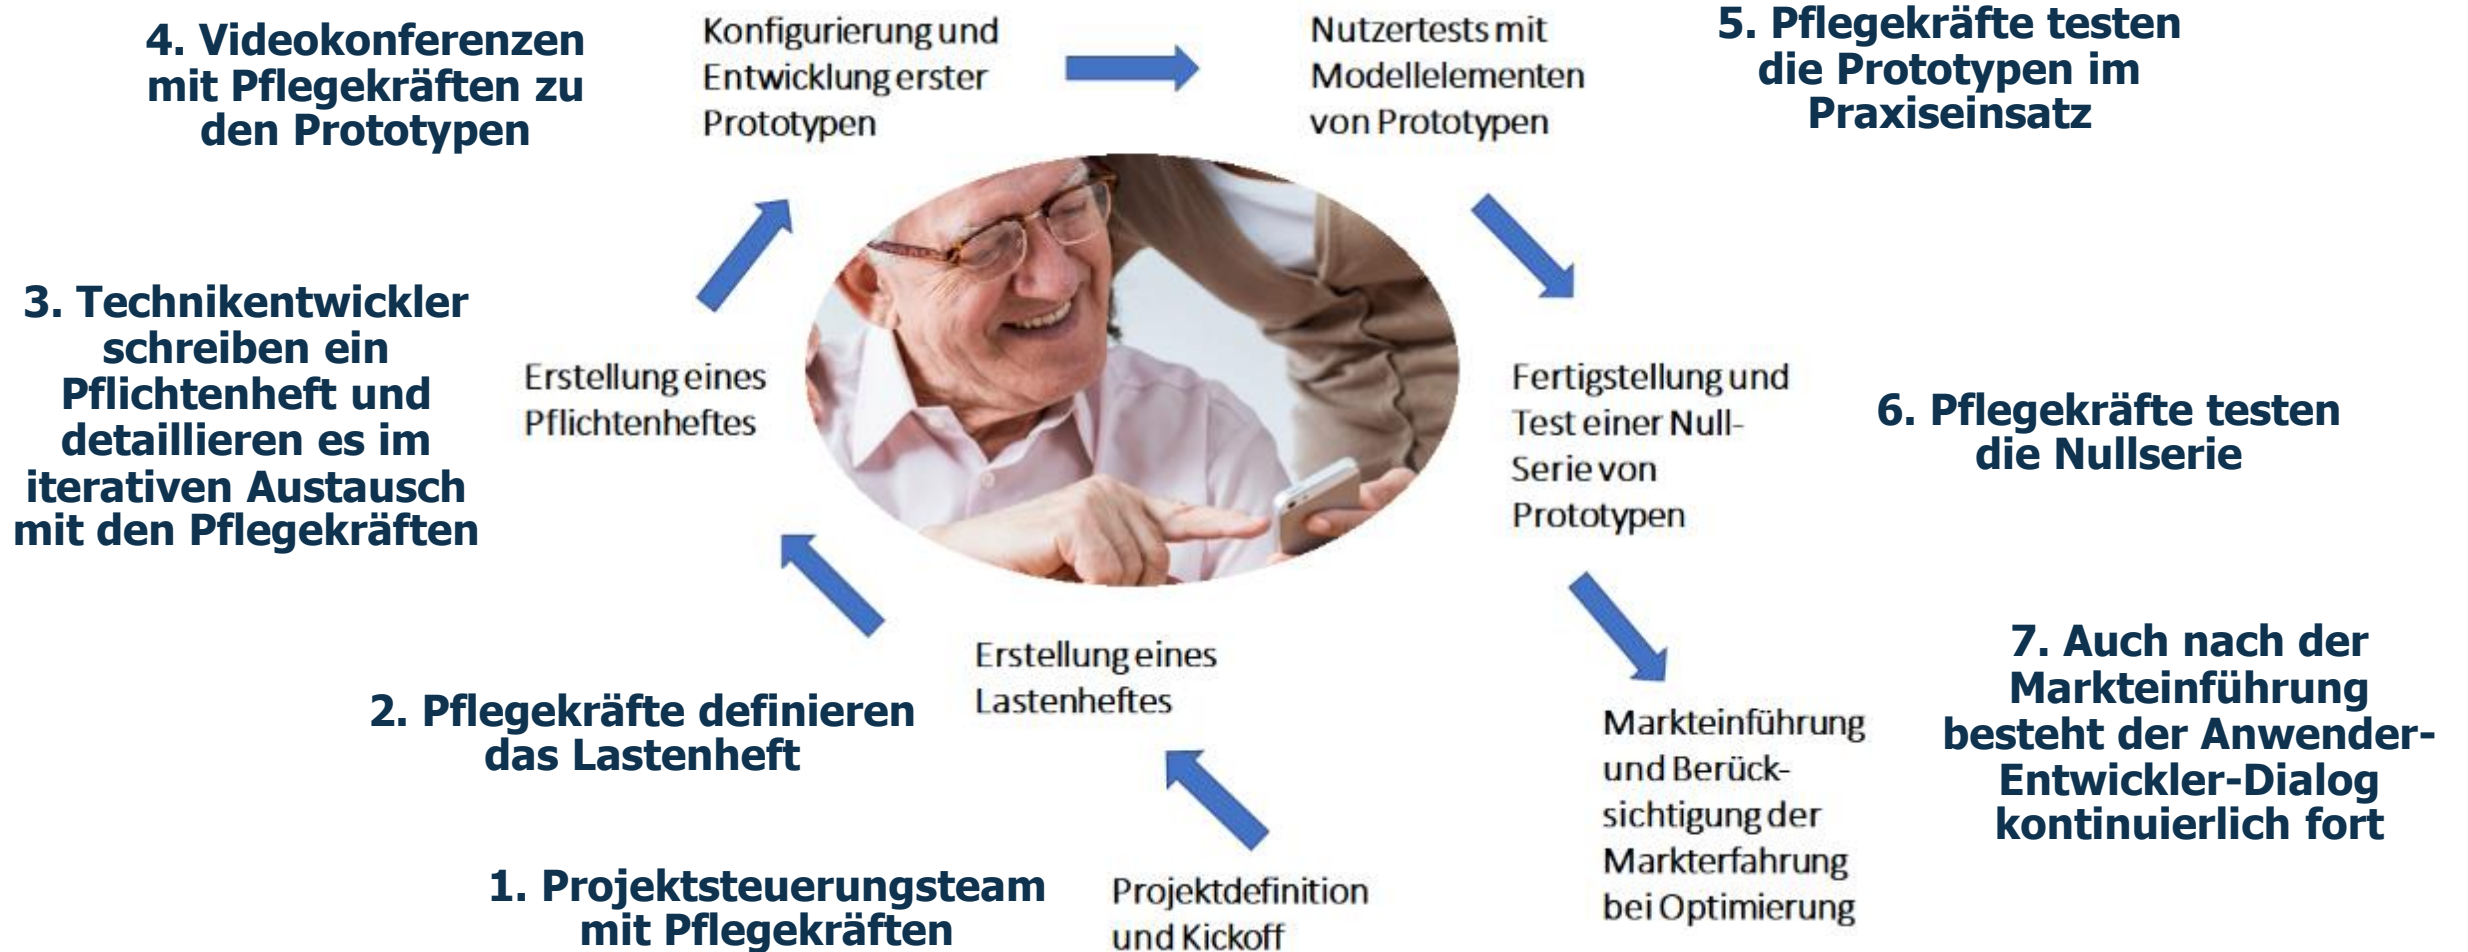 4. Videokonferenzen
mit Pflegekräften zu
den Prototypen
Konfigurierung und
Entwicklung erster
Prototypen
Nutzertests mit
Modellelementen
von Prototypen
5. Pflegekräfte testen
die Prototypen im
Praxiseinsatz
3. Technikentwickler
schreiben ein
Pflichtenheft und
detaillieren es im
iterativen Austausch
mit den Pflegekräften
Erstellung eines
Pflichtenheftes
Fertigstellung und
Test einer Null-
Serie von
Prototypen
6. Pflegekräfte testen
die Nullserie
2. Pflegekräfte definieren
das Lastenheft
Erstellung eines
Lastenheftes
Markteinführung
und Berück-
sichtigung der
Markterfahrung
bei Optimierung
7. Auch nach der
Markteinführung
besteht der Anwender-
Entwickler-Dialog
kontinuierlich fort
1. Projektsteuerungsteam
mit Pflegekräften
Projektdefinition
und Kickoff